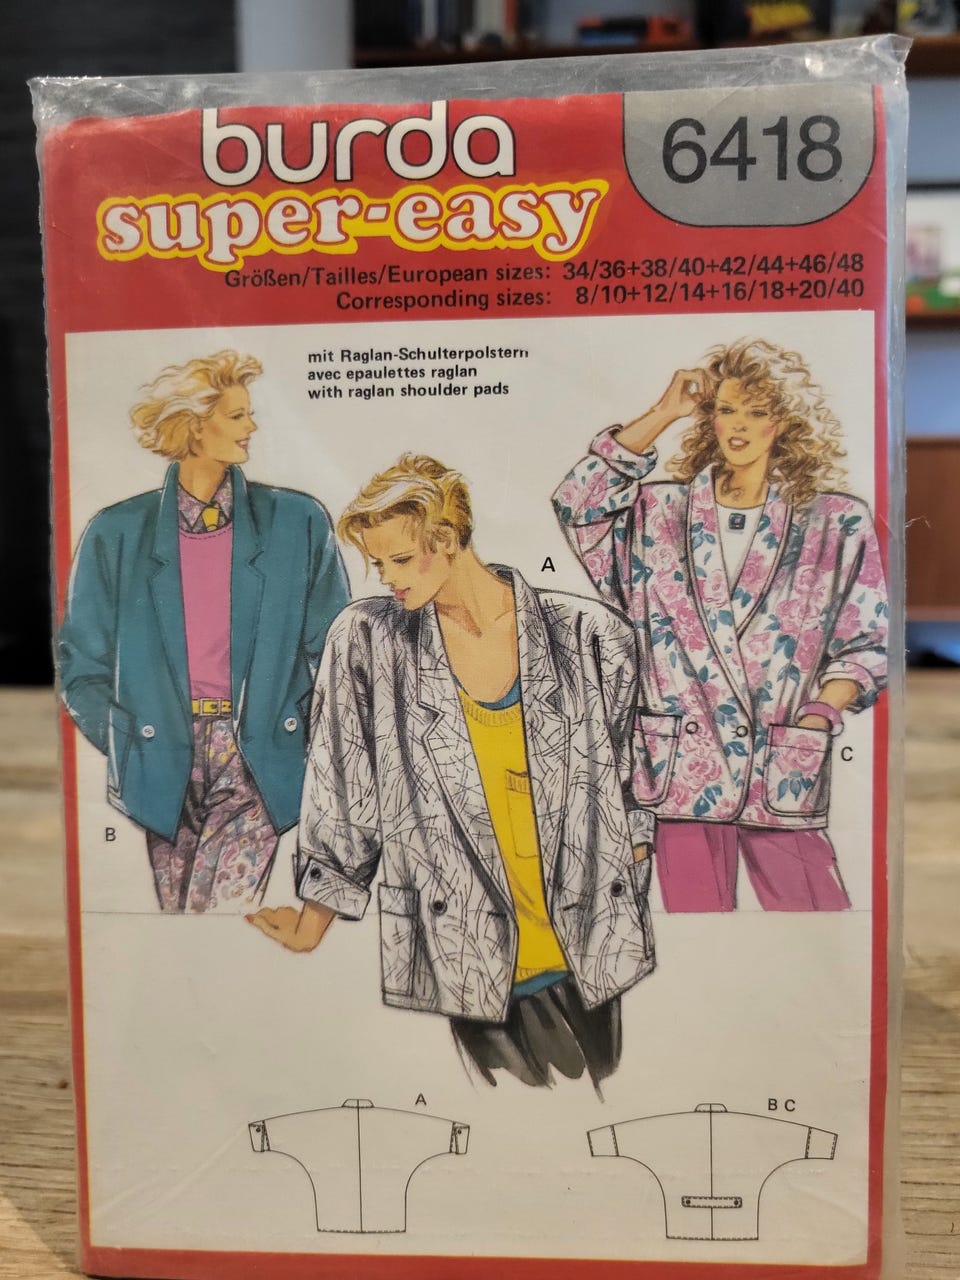 burda
6418
super-easy
Größen/Tailles/European sizes: 34/36+38/40+42/44+46/48
Corresponding sizes: 8/10+12/14+16/18+20/40
mit Raglan-Schulterpolstern
avec epaulettes raglan
with raglan shoulder pads
A
C
B
A
B C